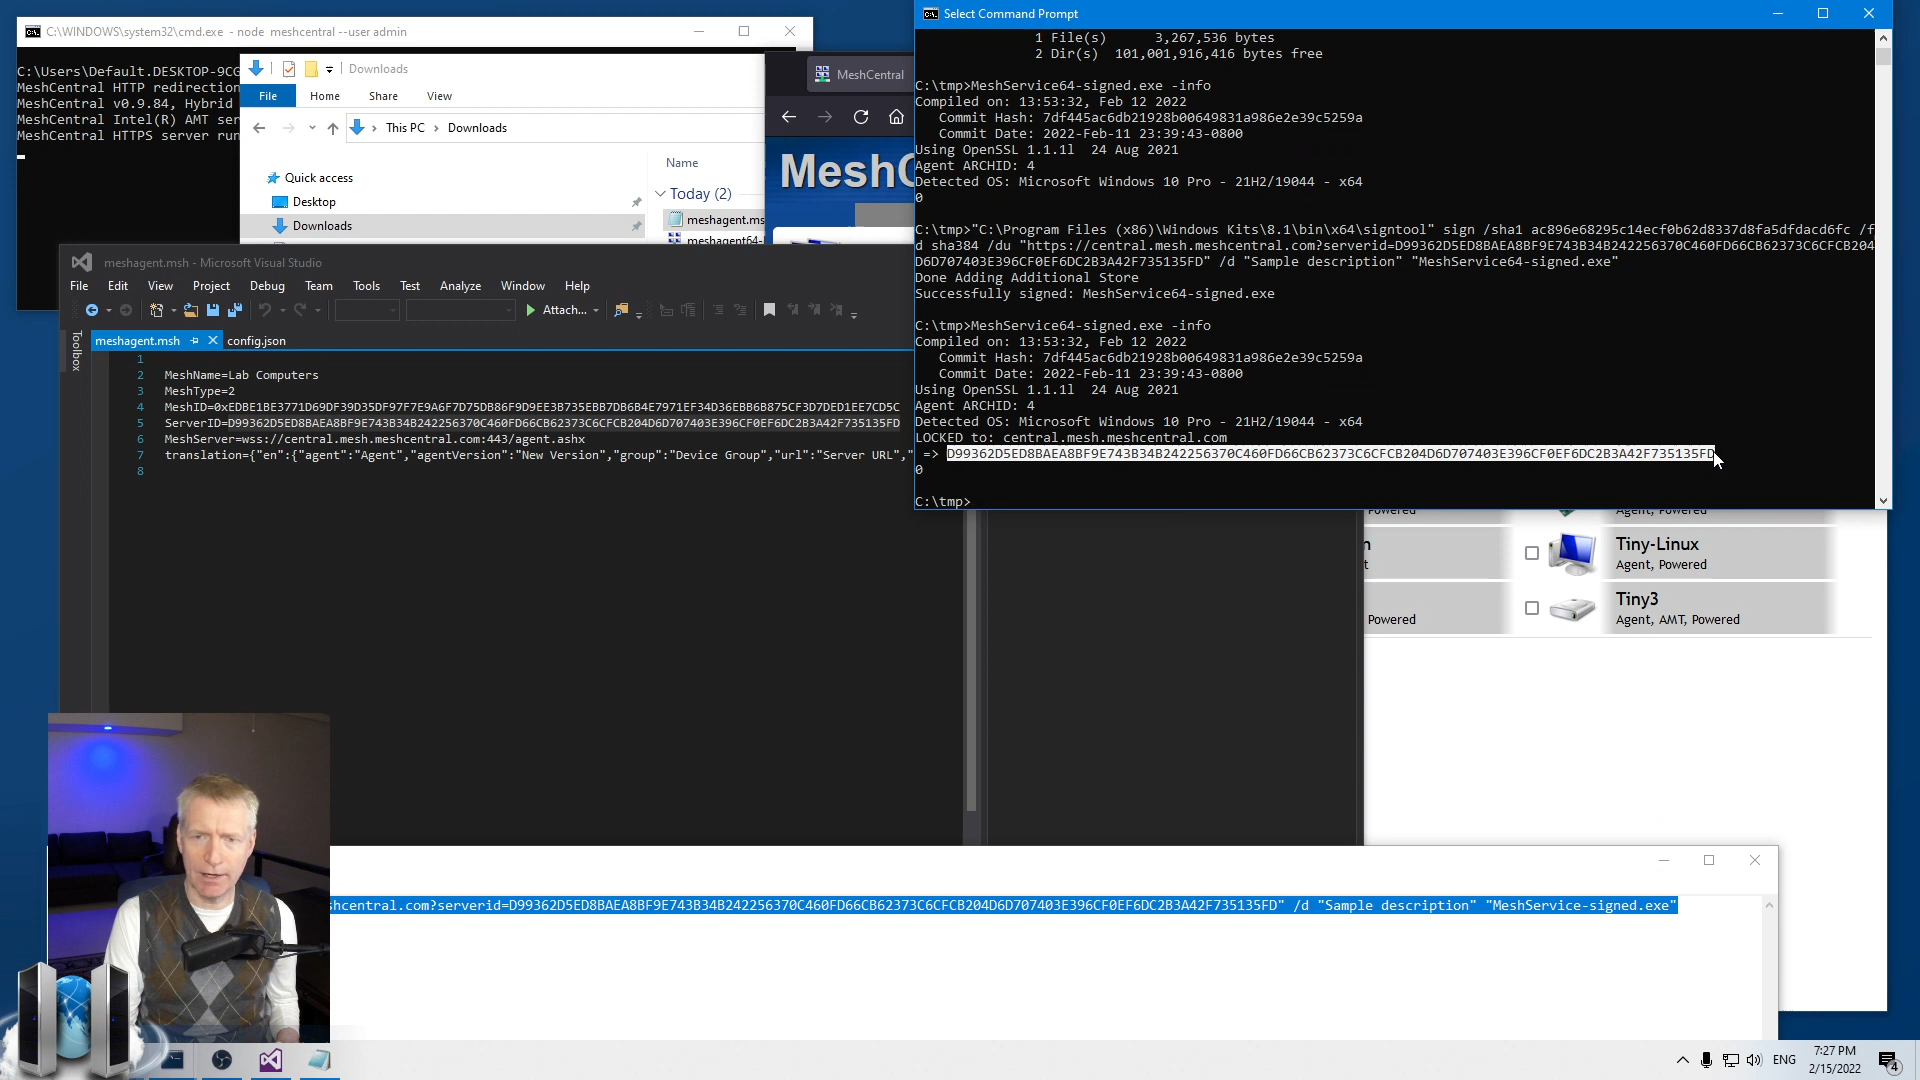 C:\WINDOWS\system32\cmd.exe - node meshcentral --user admin
C:\Users\Default.DESKTOP-9CG
MeshCentral HTTP redirection
MeshCentral v0.9.84, Hybrid
MeshCentral Intel(R) AMT ser
MeshCentral HTTPS server run
Downloads
File Home Share View
This PC > Downloads
Name
Quick access
Today (2)
Desktop
meshagent.ms
Downloads
meshagent64-
MeshCentral
MeshC
Select Command Prompt
1 File(s) 3,267,536 bytes
2 Dir(s) 101,001,916,416 bytes free
C:\tmp>MeshService64-signed.exe -info
Compiled on: 13:53:32, Feb 12 2022
Commit Hash: 7df445ac6db21928b00649831a986e2e39c5259a
Commit Date: 2022-Feb-11 23:39:43-0800
Using OpenSSL 1.1.1l 24 Aug 2021
Agent ARCHID: 4
Detected OS: Microsoft Windows 10 Pro - 21H2/19044 - x64
0
C:\tmp>"C:\Program Files (x86)\Windows Kits\8.1\bin\x64\signtool" sign /sha1 ac896e68295c14ecf0b62d8337d8fa5dfdacd6fc /f
d sha384 /du "https://central.mesh.meshcentral.com?serverid=D99362D5ED8BAEA8BF9E743B34B242256370C460FD66CB62373C6CFCB204
D6D707403E396CF0EF6DC2B3A42F735135FD" /d "Sample description" "MeshService64-signed.exe"
Done Adding Additional Store
Successfully signed: MeshService64-signed.exe
C:\tmp>MeshService64-signed.exe -info
Compiled on: 13:53:32, Feb 12 2022
Commit Hash: 7df445ac6db21928b00649831a986e2e39c5259a
Commit Date: 2022-Feb-11 23:39:43-0800
Using OpenSSL 1.1.1l 24 Aug 2021
Agent ARCHID: 4
Detected OS: Microsoft Windows 10 Pro - 21H2/19044 - x64
LOCKED to: central.mesh.meshcentral.com
=> D99362D5ED8BAEA8BF9E743B34B242256370C460FD66CB62373C6CFCB204D6D707403E396CF0EF6DC2B3A42F735135FD
0
C:\tmp>
meshagent.msh - Microsoft Visual Studio
File Edit View Project Debug Team Tools Test Analyze Window Help
Attach...
Toolbox
meshagent.msh config.json
1
2 MeshName=Lab Computers
3 MeshType=2
4 MeshID=0xEDBE1BE3771D69DF39D35DF97F7E9A6F7D75DB86F9D9EE3B735EBB7DB6B4E7971EF34D36EBB6B875CF3D7DED1EE7CD5C
5 ServerID=D99362D5ED8BAEA8BF9E743B34B242256370C460FD66CB62373C6CFCB204D6D707403E396CF0EF6DC2B3A42F735135FD
6 MeshServer=wss://central.mesh.meshcentral.com:443/agent.ashx
7 translation={"en":{"agent":"Agent","agentVersion":"New Version","group":"Device Group","url":"Server URL","
8
Powered
Agent, Powered
n
t
Tiny-Linux
Agent, Powered
Powered
Tiny3
Agent, AMT, Powered
shcentral.com?serverid=D99362D5ED8BAEA8BF9E743B34B242256370C460FD66CB62373C6CFCB204D6D707403E396CF0EF6DC2B3A42F735135FD" /d "Sample description" "MeshService-signed.exe"
ENG
7:27 PM
2/15/2022
4